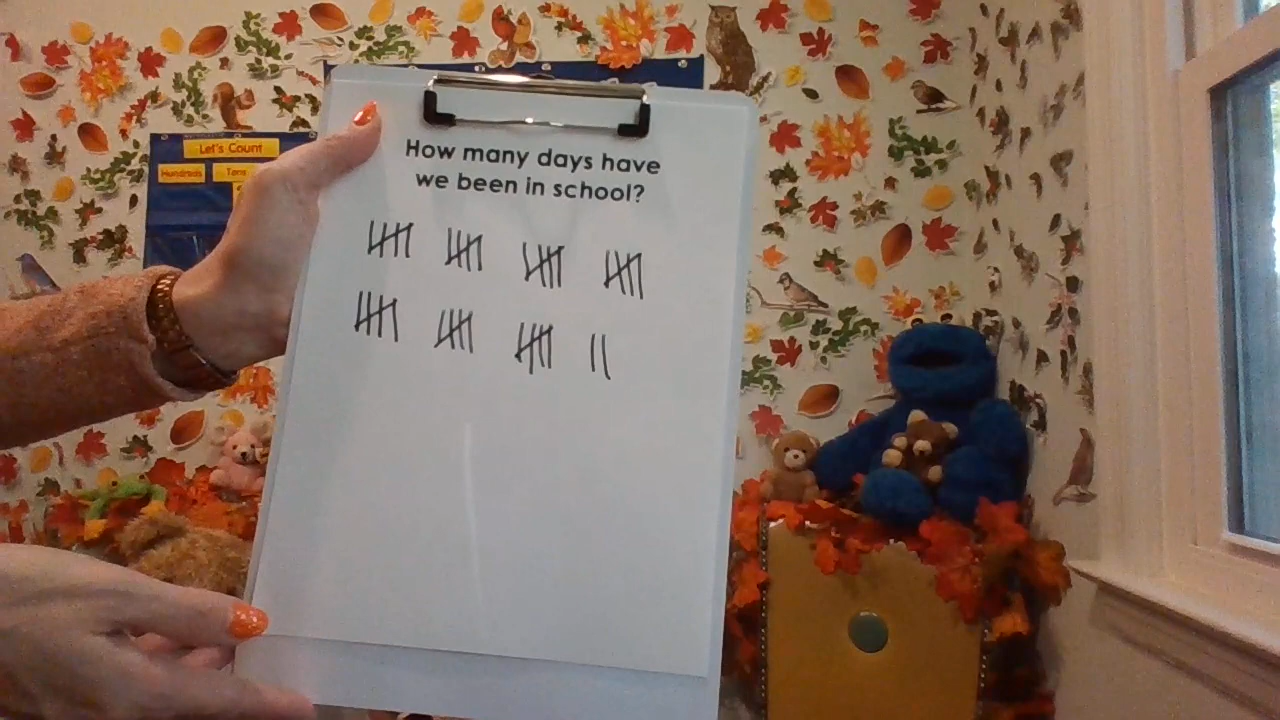 Let's Count
Hundreds Tens
How many days have
we been in school?